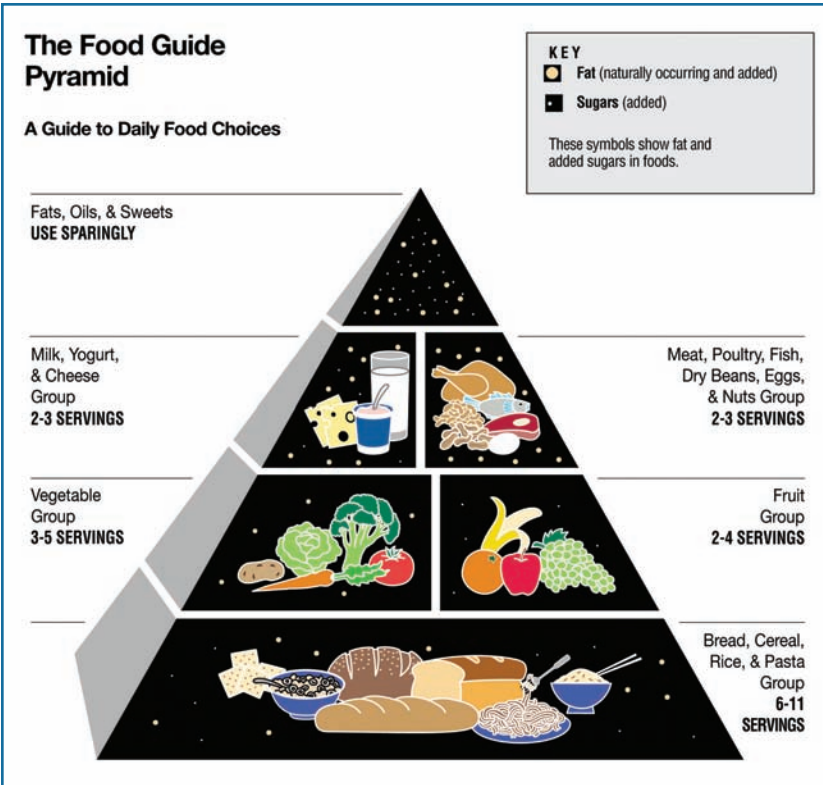 The Food Guide
Pyramid
A Guide to Daily Food Choices
KEY
Fat (naturally occurring and added)
Sugars (added)
These symbols show fat and
added sugars in foods.
Fats, Oils, & Sweets
USE SPARINGLY
Milk, Yogurt,
& Cheese
Group
2-3 SERVINGS
Meat, Poultry, Fish,
Dry Beans, Eggs,
& Nuts Group
2-3 SERVINGS
Vegetable
Group
3-5 SERVINGS
Fruit
Group
2-4 SERVINGS
Bread, Cereal,
Rice, & Pasta
Group
6-11
SERVINGS